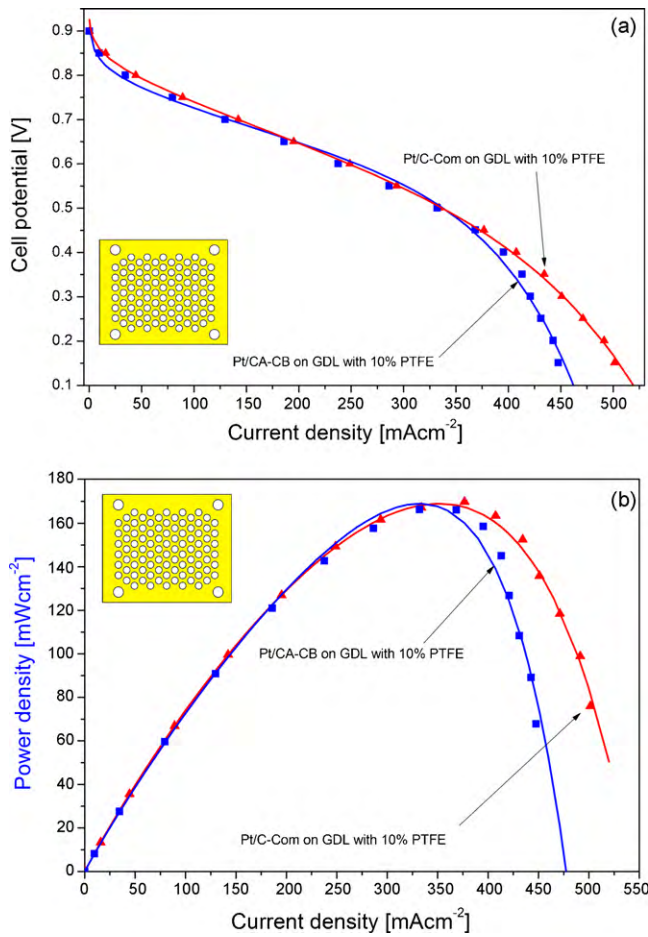 (a)
Cell potential [V]
0.9
0.8
0.7
0.6
0.5
0.4
0.3
0.2
0.1
Pt/C-Com on GDL with 10% PTFE
Pt/CA-CB on GDL with 10% PTFE
0 50 100 150 200 250 300 350 400 450 500
Current density [mAcm-2]
(b)
Power density [mWcm-2]
180
160
140
120
100
80
60
40
20
0
Pt/CA-CB on GDL with 10% PTFE
Pt/C-Com on GDL with 10% PTFE
0 50 100 150 200 250 300 350 400 450 500 550
Current density [mAcm-2]